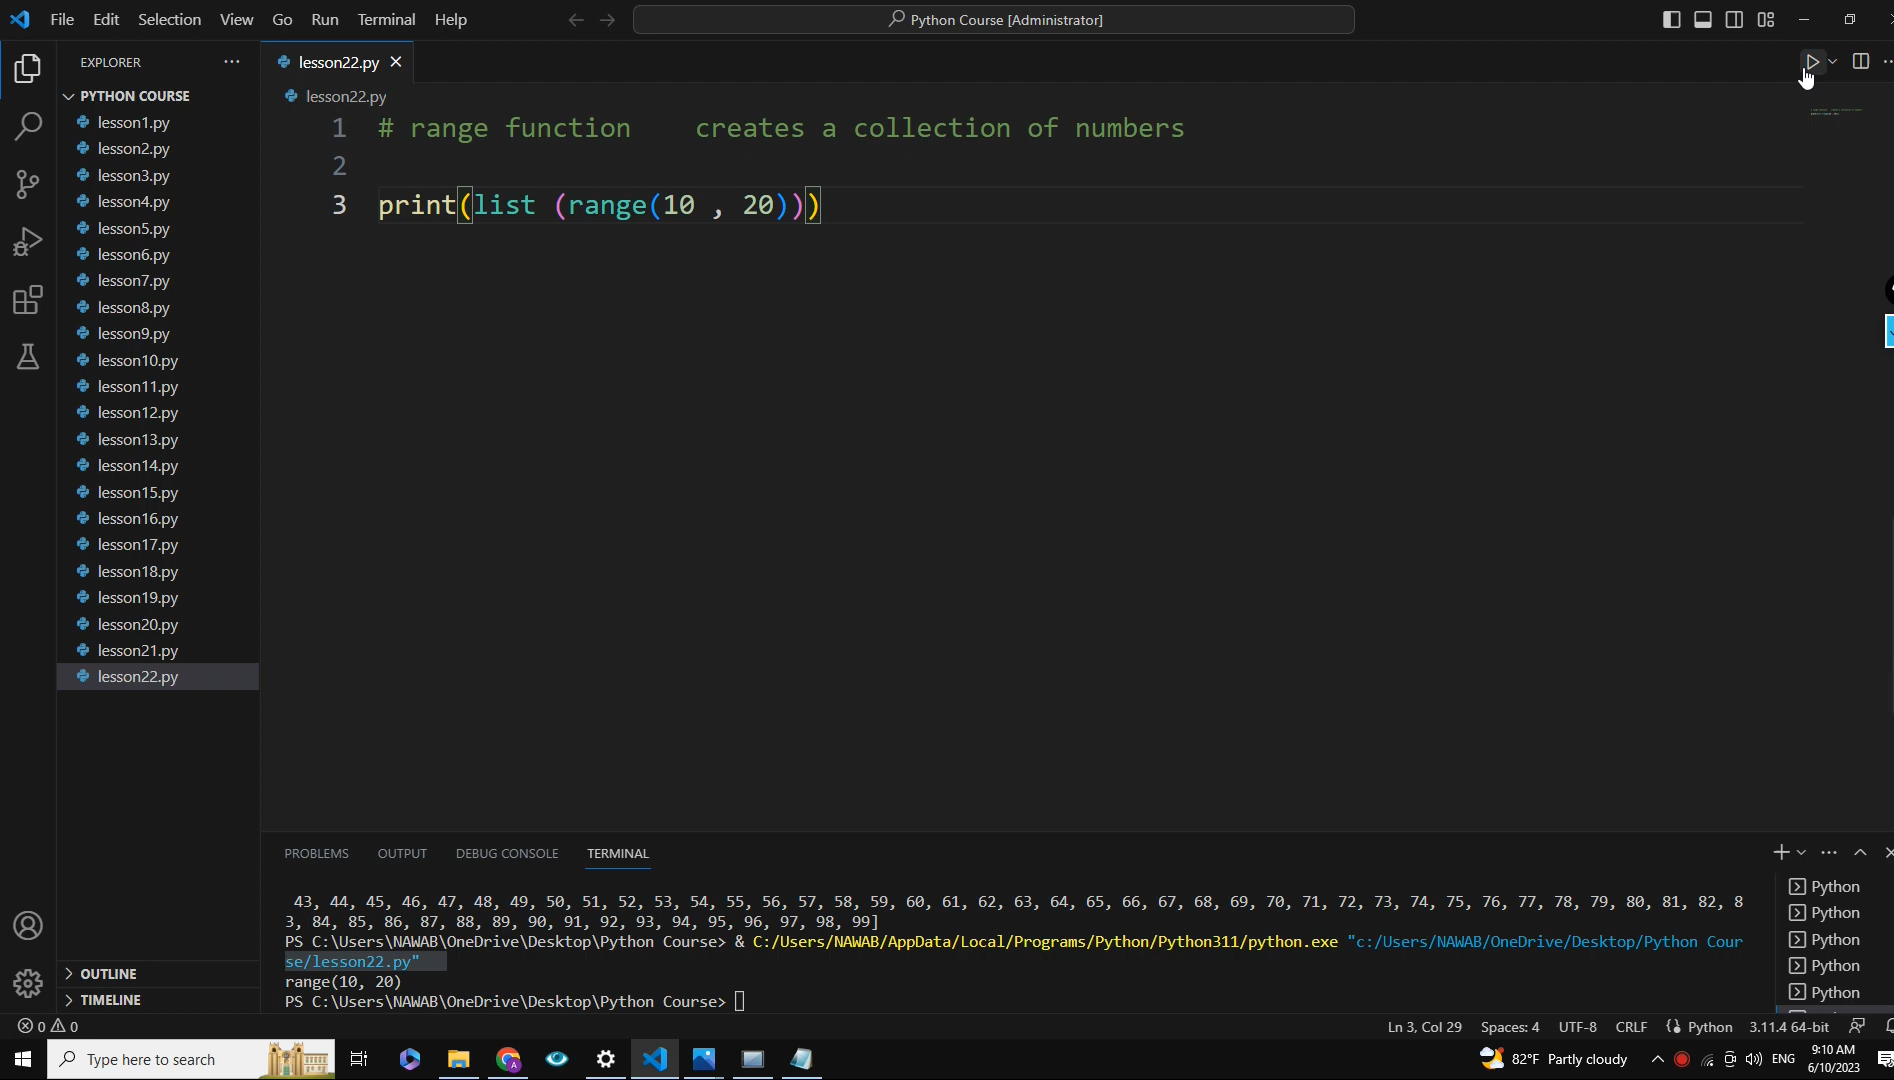 File Edit Selection View Go Run Terminal Help
Python Course [Administrator]
EXPLORER
PYTHON COURSE
lesson1.py
lesson2.py
lesson3.py
lesson4.py
lesson5.py
lesson6.py
lesson7.py
lesson8.py
lesson9.py
lesson10.py
lesson11.py
lesson12.py
lesson13.py
lesson14.py
lesson15.py
lesson16.py
lesson17.py
lesson18.py
lesson19.py
lesson20.py
lesson21.py
lesson22.py
OUTLINE
TIMELINE
lesson22.py
lesson22.py
1 # range function    creates a collection of numbers
2
3 print(list (range(10 , 20)))
PROBLEMS OUTPUT DEBUG CONSOLE TERMINAL
43, 44, 45, 46, 47, 48, 49, 50, 51, 52, 53, 54, 55, 56, 57, 58, 59, 60, 61, 62, 63, 64, 65, 66, 67, 68, 69, 70, 71, 72, 73, 74, 75, 76, 77, 78, 79, 80, 81, 82, 8
3, 84, 85, 86, 87, 88, 89, 90, 91, 92, 93, 94, 95, 96, 97, 98, 99]
PS C:\Users\NAWAB\OneDrive\Desktop\Python Course> & C:/Users/NAWAB/AppData/Local/Programs/Python/Python311/python.exe "c:/Users/NAWAB/OneDrive/Desktop/Python Cour
se/lesson22.py"
range(10, 20)
PS C:\Users\NAWAB\OneDrive\Desktop\Python Course>
Python
Python
Python
Python
Python
0 0
Ln 3, Col 29 Spaces: 4 UTF-8 CRLF Python 3.11.4 64-bit
Type here to search
82°F Partly cloudy
ENG
9:10 AM
6/10/2023